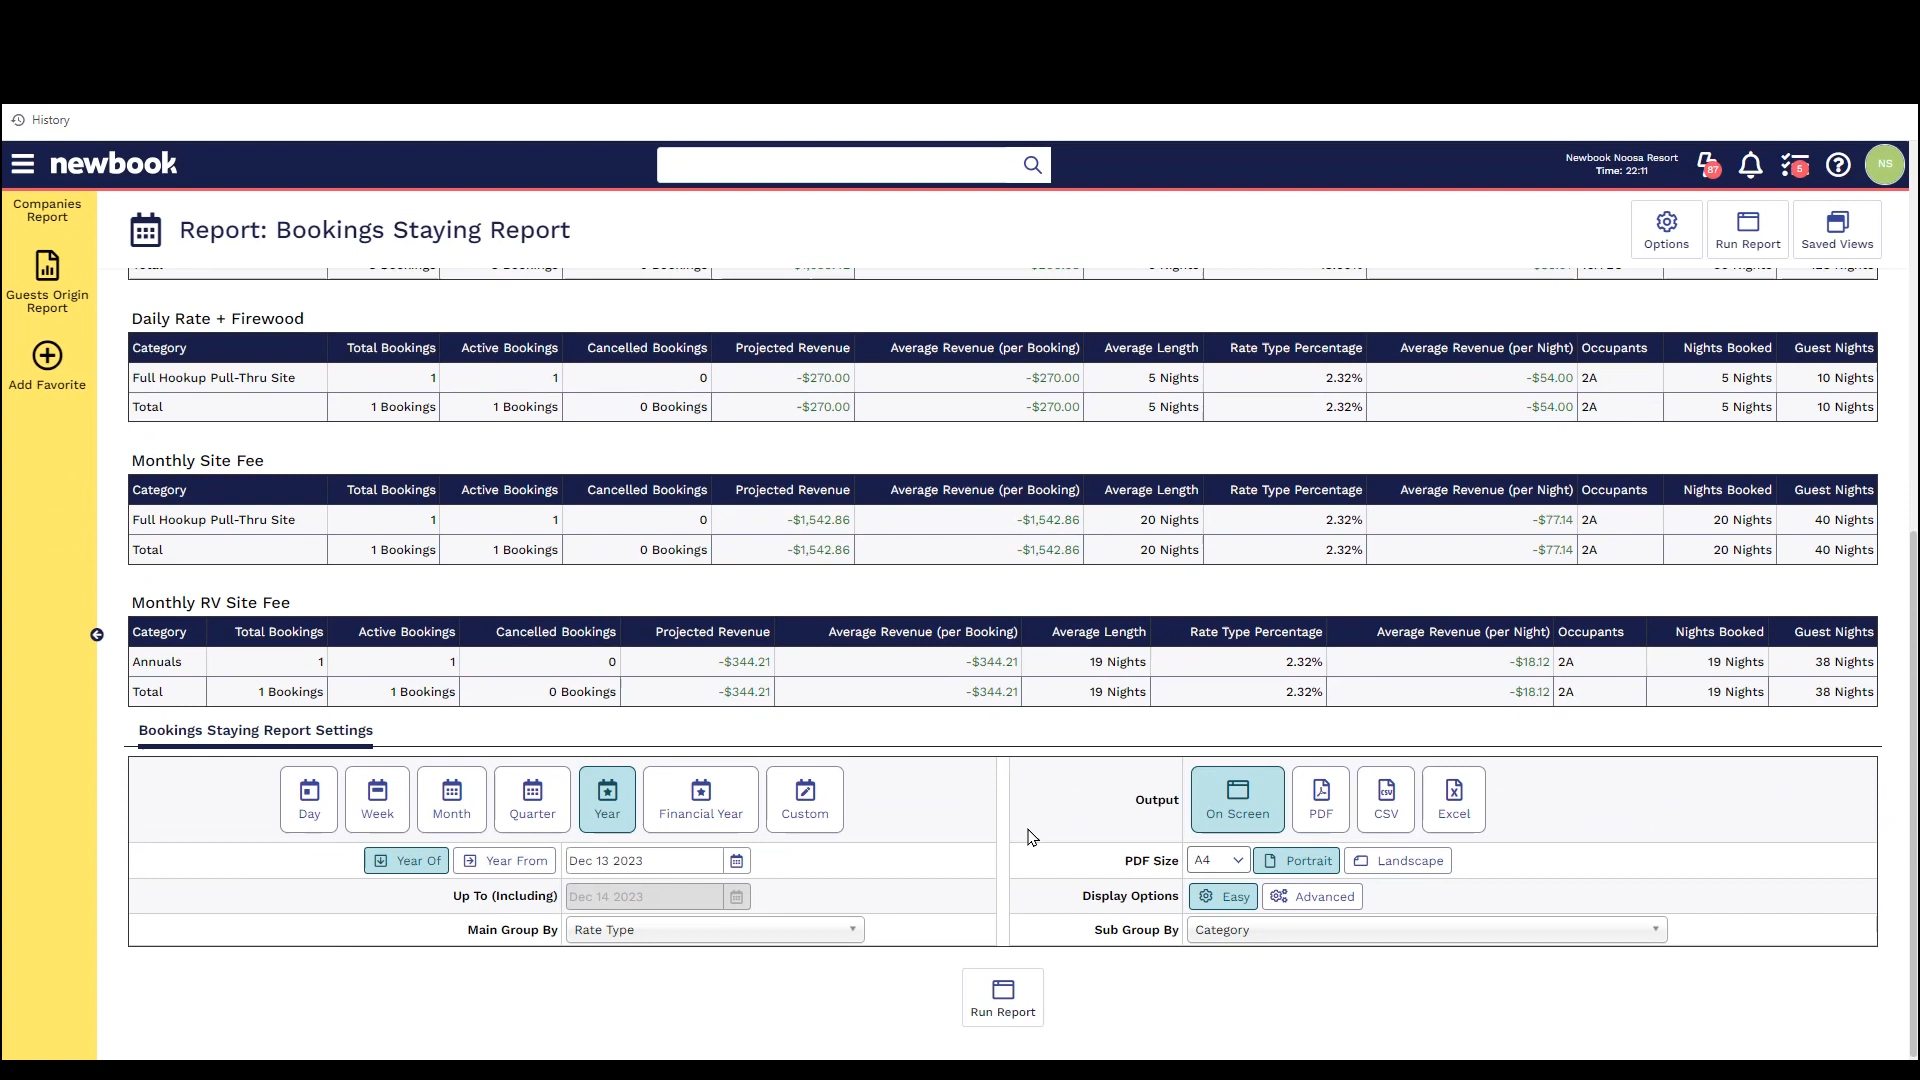 History
newbook
Newbook Noosa Resort
Time: 22:11
87
5
NS
Companies
Report
Guests Origin
Report
Add Favorite
Report: Bookings Staying Report
Options
Run Report
Saved Views
Daily Rate + Firewood
Category Total Bookings Active Bookings Cancelled Bookings Projected Revenue Average Revenue (per Booking) Average Length Rate Type Percentage Average Revenue (per Night) Occupants Nights Booked Guest Nights
Full Hookup Pull-Thru Site 1 1 0 -$270.00 -$270.00 5 Nights 2.32% -$54.00 2A 5 Nights 10 Nights
Total 1 Bookings 1 Bookings 0 Bookings -$270.00 -$270.00 5 Nights 2.32% -$54.00 2A 5 Nights 10 Nights
Monthly Site Fee
Category Total Bookings Active Bookings Cancelled Bookings Projected Revenue Average Revenue (per Booking) Average Length Rate Type Percentage Average Revenue (per Night) Occupants Nights Booked Guest Nights
Full Hookup Pull-Thru Site 1 1 0 -$1,542.86 -$1,542.86 20 Nights 2.32% -$77.14 2A 20 Nights 40 Nights
Total 1 Bookings 1 Bookings 0 Bookings -$1,542.86 -$1,542.86 20 Nights 2.32% -$77.14 2A 20 Nights 40 Nights
Monthly RV Site Fee
Category Total Bookings Active Bookings Cancelled Bookings Projected Revenue Average Revenue (per Booking) Average Length Rate Type Percentage Average Revenue (per Night) Occupants Nights Booked Guest Nights
Annuals 1 1 0 -$344.21 -$344.21 19 Nights 2.32% -$18.12 2A 19 Nights 38 Nights
Total 1 Bookings 1 Bookings 0 Bookings -$344.21 -$344.21 19 Nights 2.32% -$18.12 2A 19 Nights 38 Nights
Bookings Staying Report Settings
Day Week Month Quarter Year Financial Year Custom
Year Of Year From Dec 13 2023
Up To (Including) Dec 14 2023
Main Group By Rate Type
Output On Screen PDF CSV Excel
PDF Size A4 Portrait Landscape
Display Options Easy Advanced
Sub Group By Category
Run Report